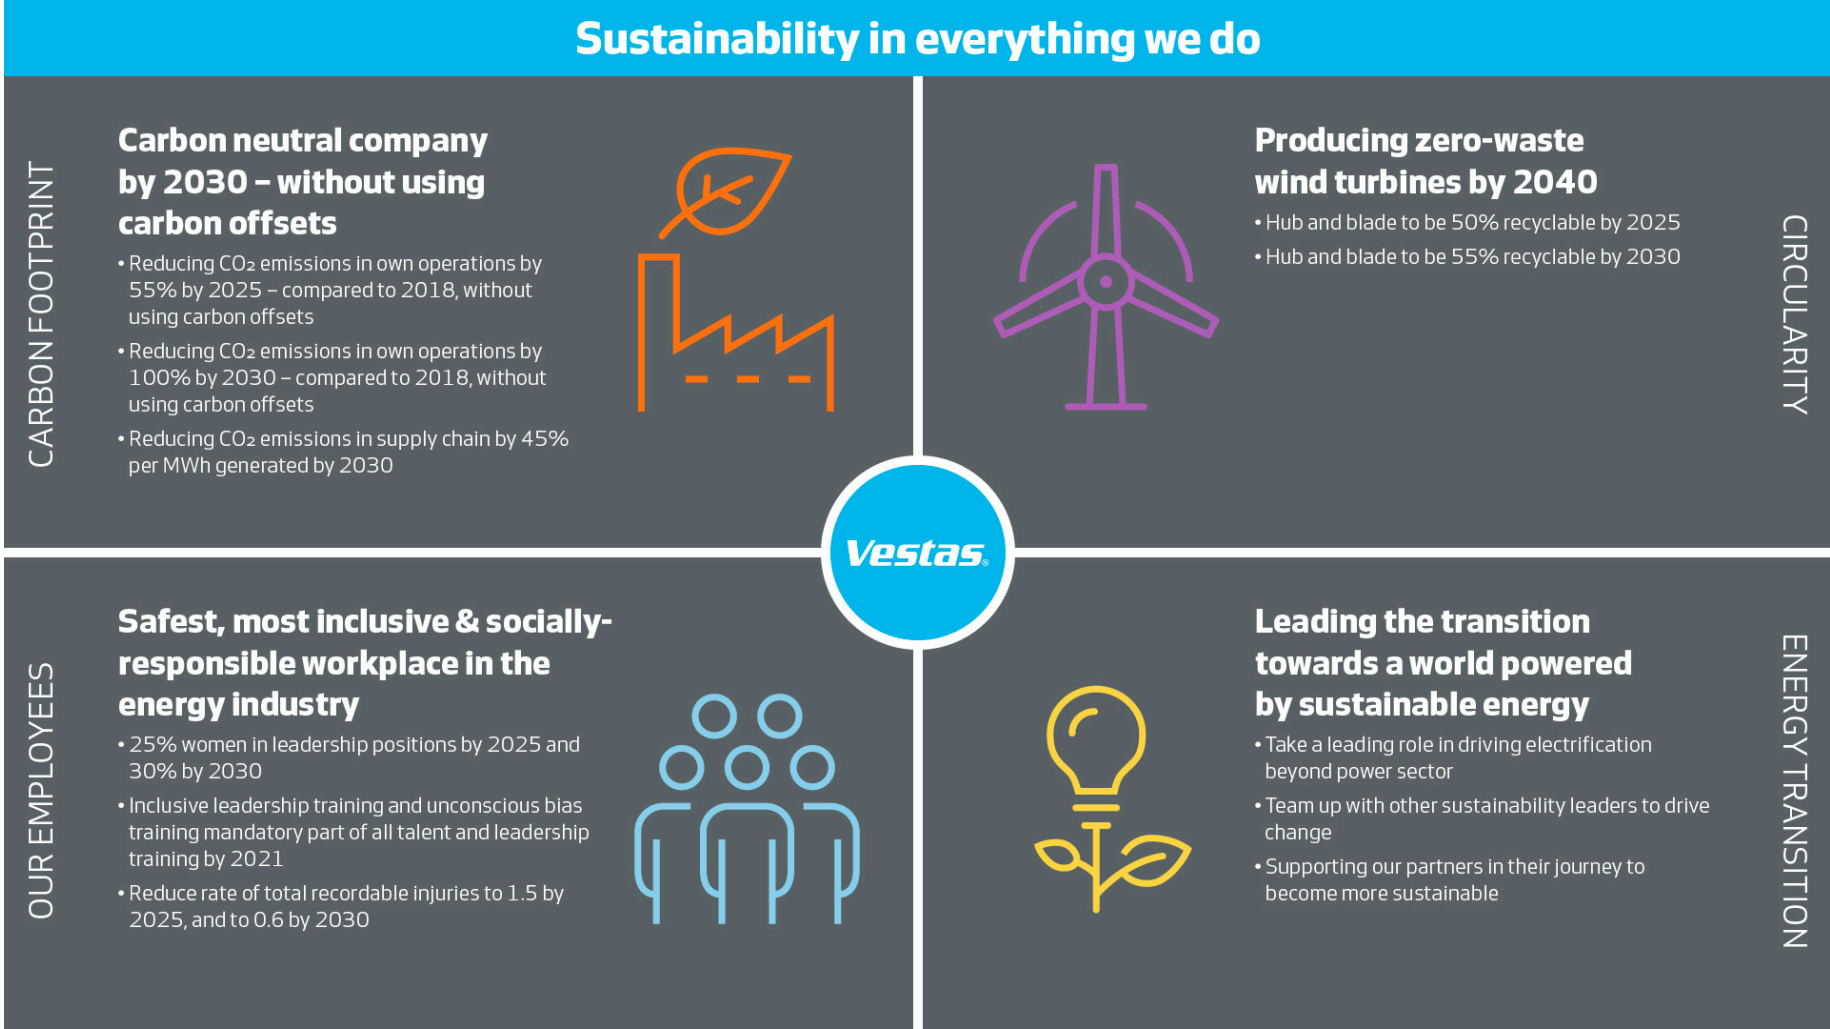 Sustainability in everything we do
CARBON FOOTPRINT
Carbon neutral company
by 2030 – without using
carbon offsets
• Reducing CO₂ emissions in own operations by
55% by 2025 – compared to 2018, without
using carbon offsets
• Reducing CO₂ emissions in own operations by
100% by 2030 – compared to 2018, without
using carbon offsets
• Reducing CO₂ emissions in supply chain by 45%
per MWh generated by 2030
Producing zero-waste
wind turbines by 2040
• Hub and blade to be 50% recyclable by 2025
• Hub and blade to be 55% recyclable by 2030
CIRCULARITY
Vestas®
OUR EMPLOYEES
Safest, most inclusive & socially-
responsible workplace in the
energy industry
• 25% women in leadership positions by 2025 and
30% by 2030
• Inclusive leadership training and unconscious bias
training mandatory part of all talent and leadership
training by 2021
• Reduce rate of total recordable injuries to 1.5 by
2025, and to 0.6 by 2030
Leading the transition
towards a world powered
by sustainable energy
• Take a leading role in driving electrification
beyond power sector
• Team up with other sustainability leaders to drive
change
• Supporting our partners in their journey to
become more sustainable
ENERGY TRANSITION